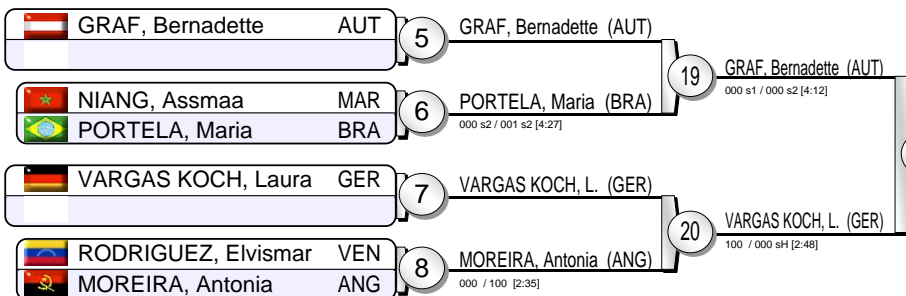 GRAF, Bernadette AUT
5
GRAF, Bernadette (AUT)
19
GRAF, Bernadette (AUT)
000 s1 / 000 s2 [4:12]
NIANG, Assmaa MAR
PORTELA, Maria BRA
6
PORTELA, Maria (BRA)
000 s2 / 001 s2 [4:27]
VARGAS KOCH, Laura GER
7
VARGAS KOCH, L. (GER)
20
VARGAS KOCH, L. (GER)
100 / 000 sH [2:48]
RODRIGUEZ, Elvismar VEN
MOREIRA, Antonia ANG
8
MOREIRA, Antonia (ANG)
000 / 100 [2:35]